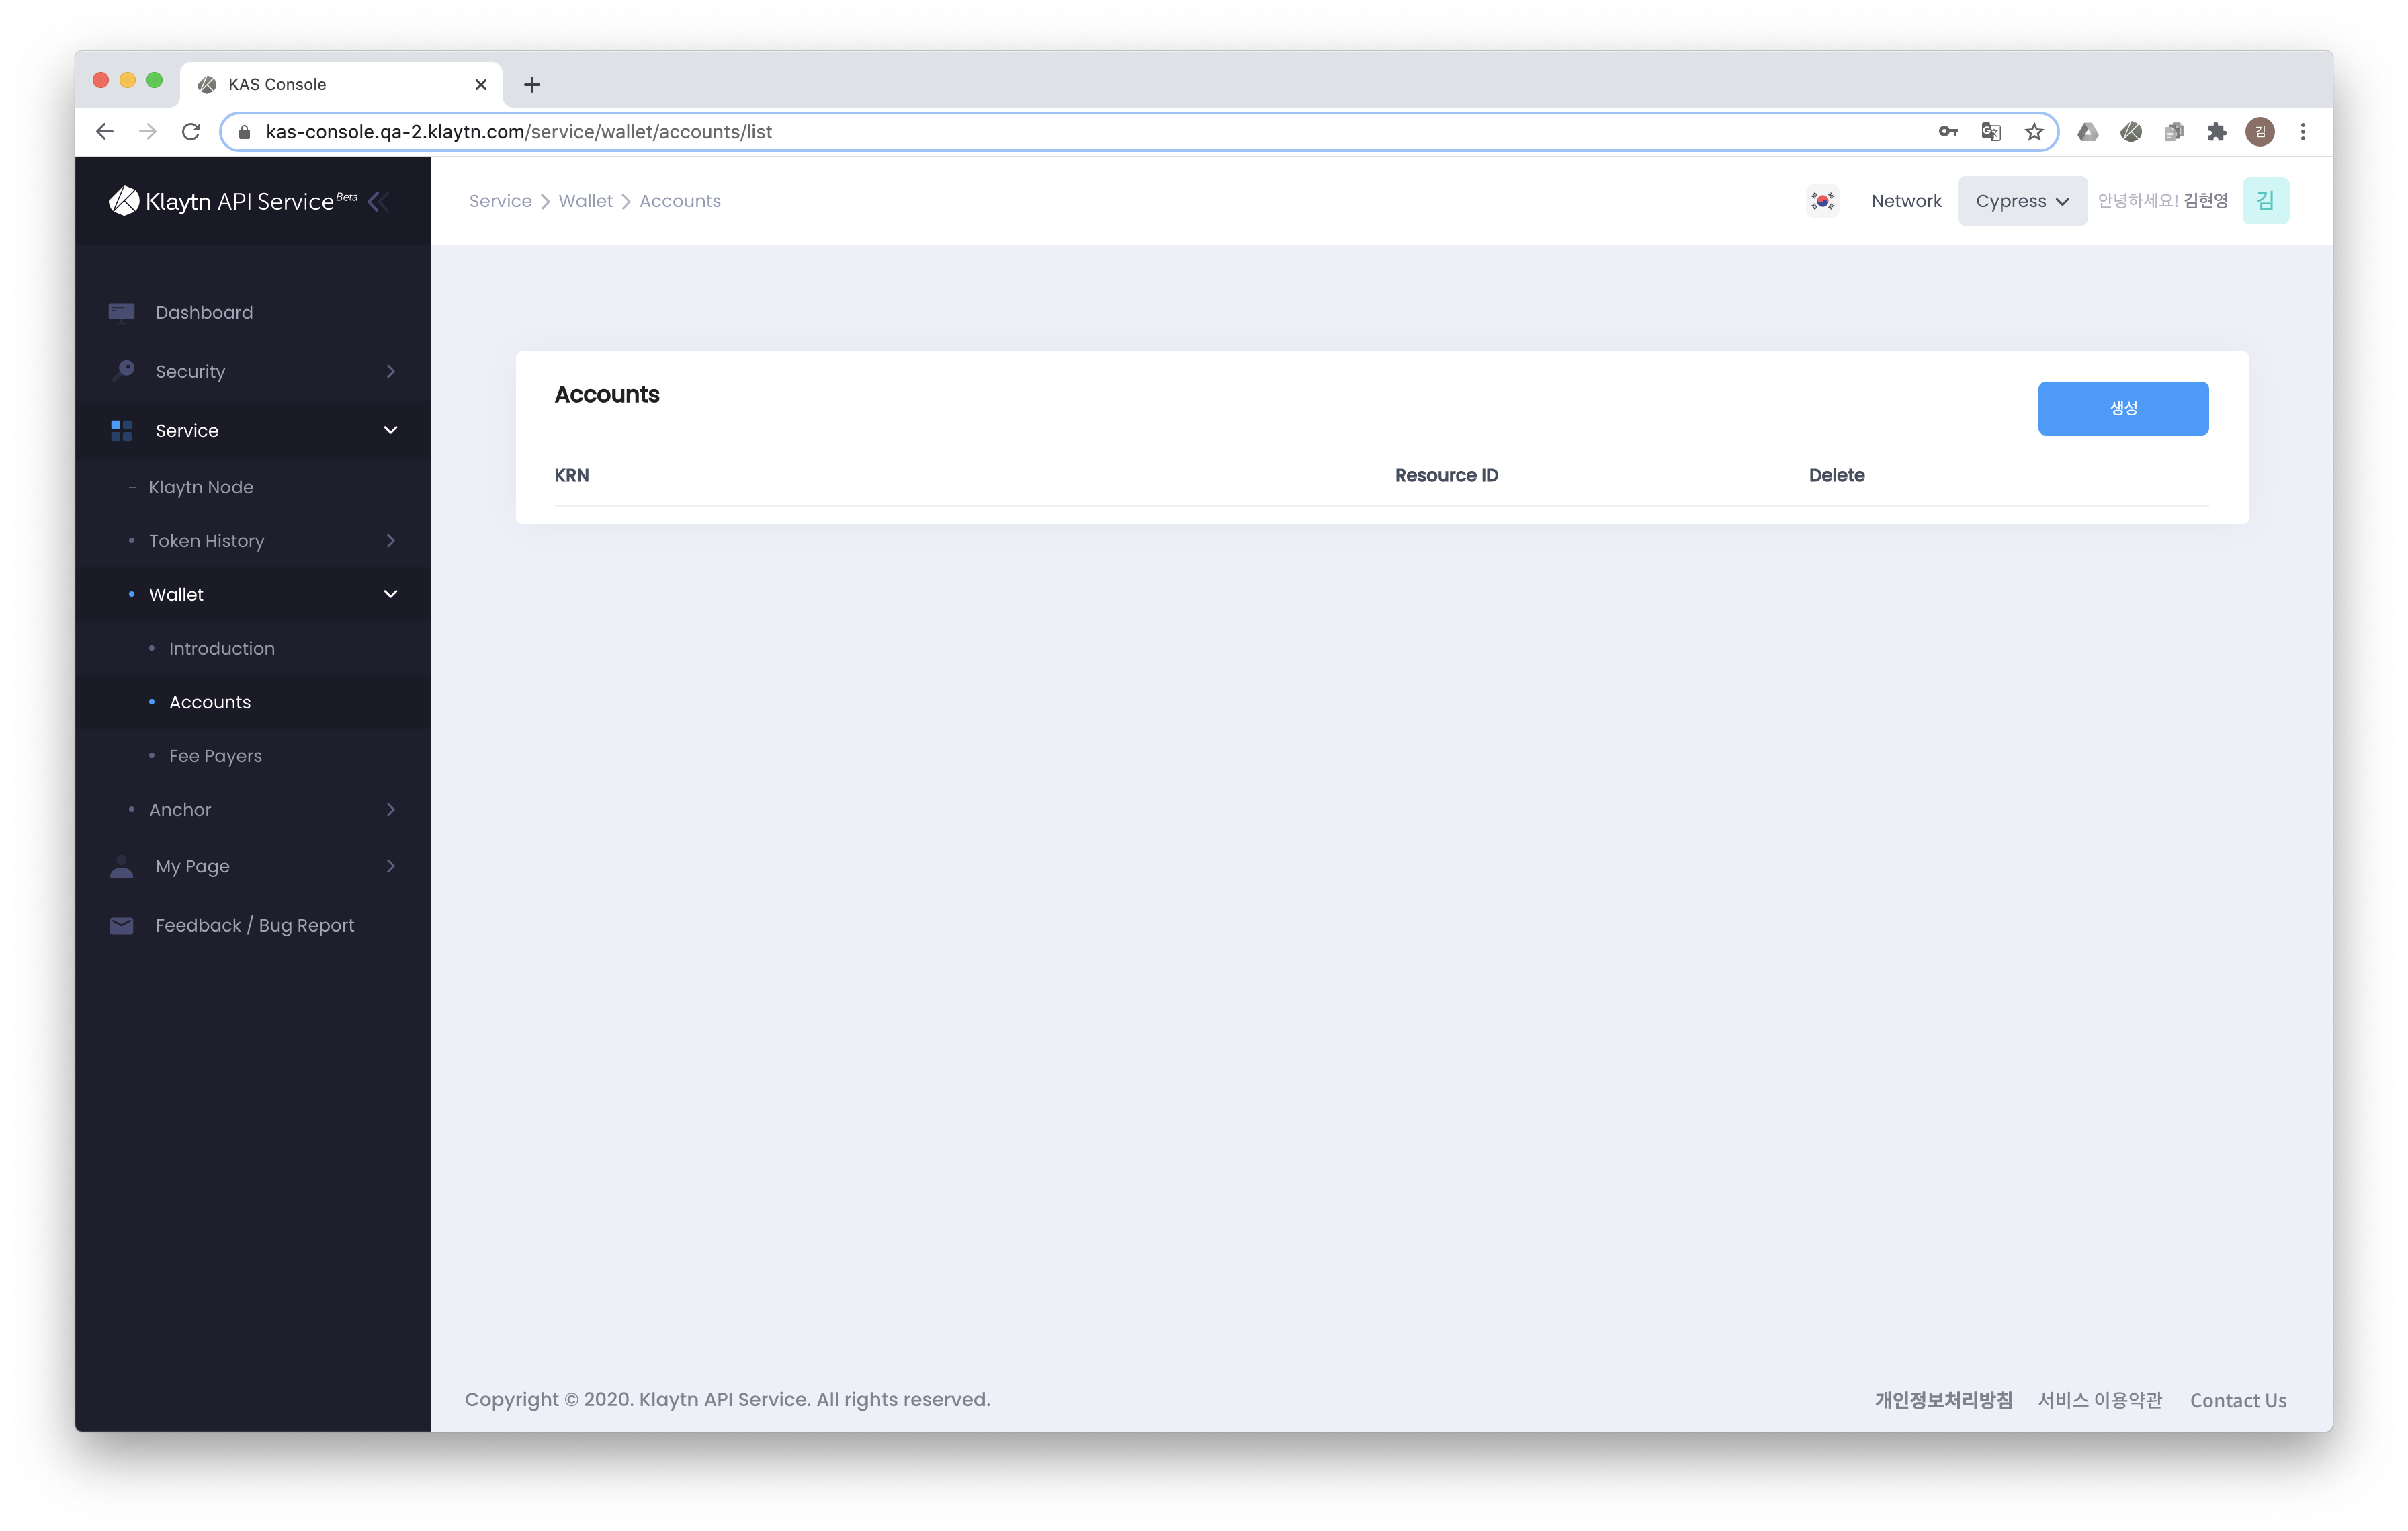 KAS Console
kas-console.qa-2.klaytn.com/service/wallet/accounts/list
김
Klaytn API Service Beta
Service > Wallet > Accounts
Network
Cypress
안녕하세요! 김현영
김
Dashboard
Security
Service
Klaytn Node
Token History
Wallet
Introduction
Accounts
Fee Payers
Anchor
My Page
Feedback / Bug Report
Accounts
생성
KRN Resource ID Delete
Copyright © 2020. Klaytn API Service. All rights reserved.
개인정보처리방침 서비스 이용약관 Contact Us